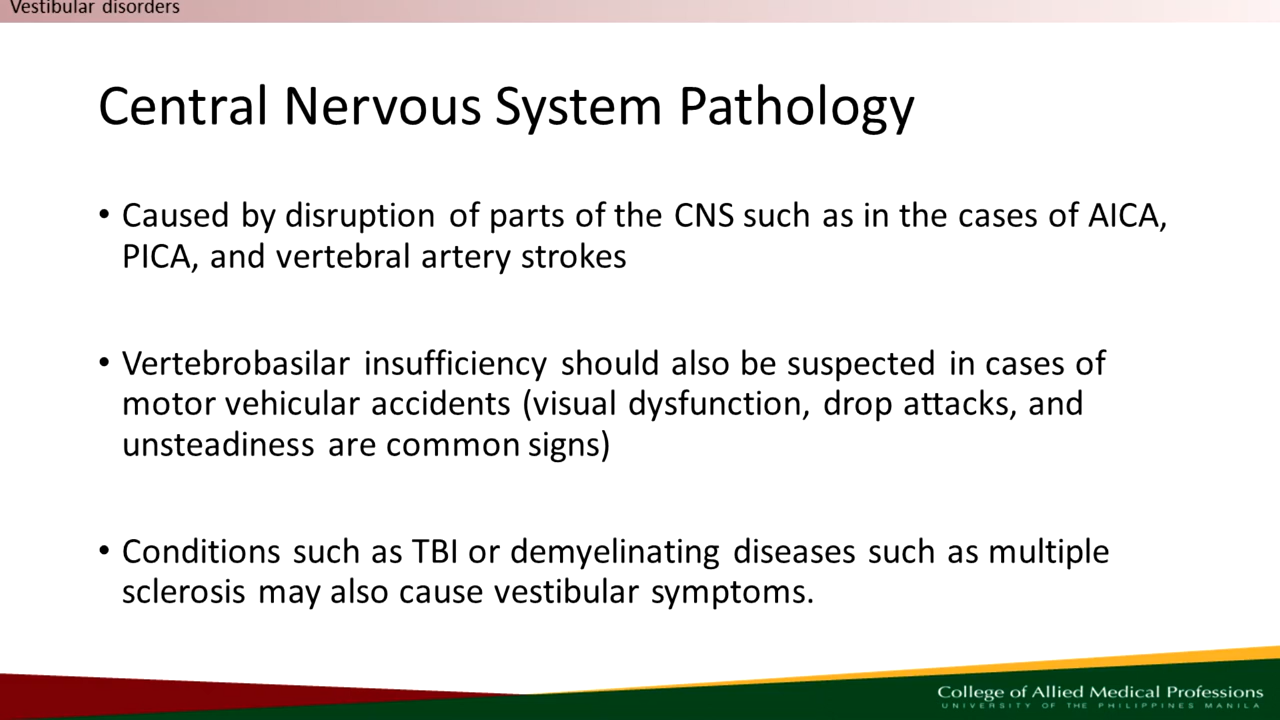 Vestibular disorders
Central Nervous System Pathology
• Caused by disruption of parts of the CNS such as in the cases of AICA,
PICA, and vertebral artery strokes
• Vertebrobasilar insufficiency should also be suspected in cases of
motor vehicular accidents (visual dysfunction, drop attacks, and
unsteadiness are common signs)
• Conditions such as TBI or demyelinating diseases such as multiple
sclerosis may also cause vestibular symptoms.
College of Allied Medical Professions
UNIVERSITY OF THE PHILIPPINES MANILA